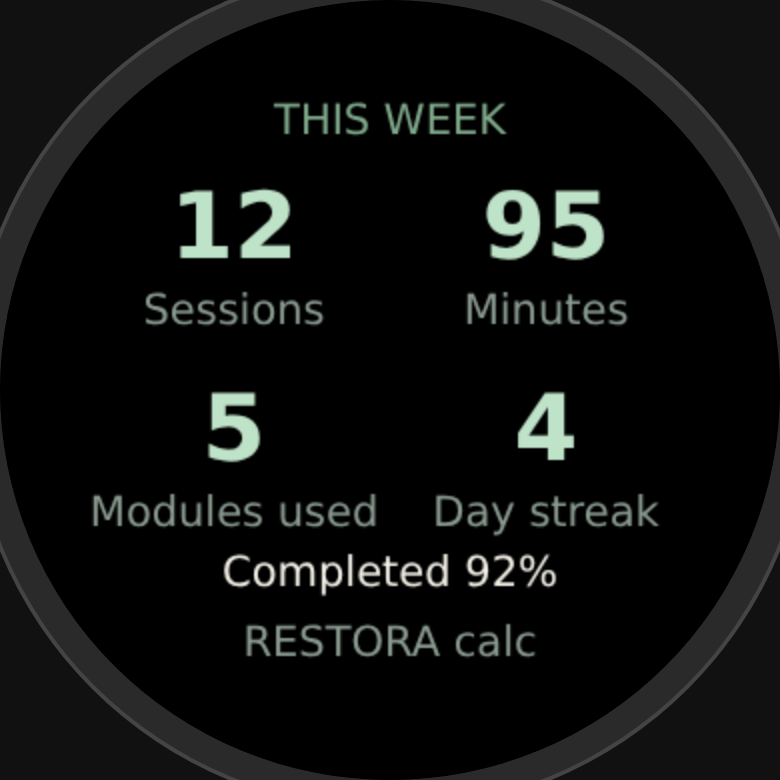 THIS WEEK
12 95
Sessions Minutes
5 4
Modules used Day streak
Completed 92%
RESTORA calc